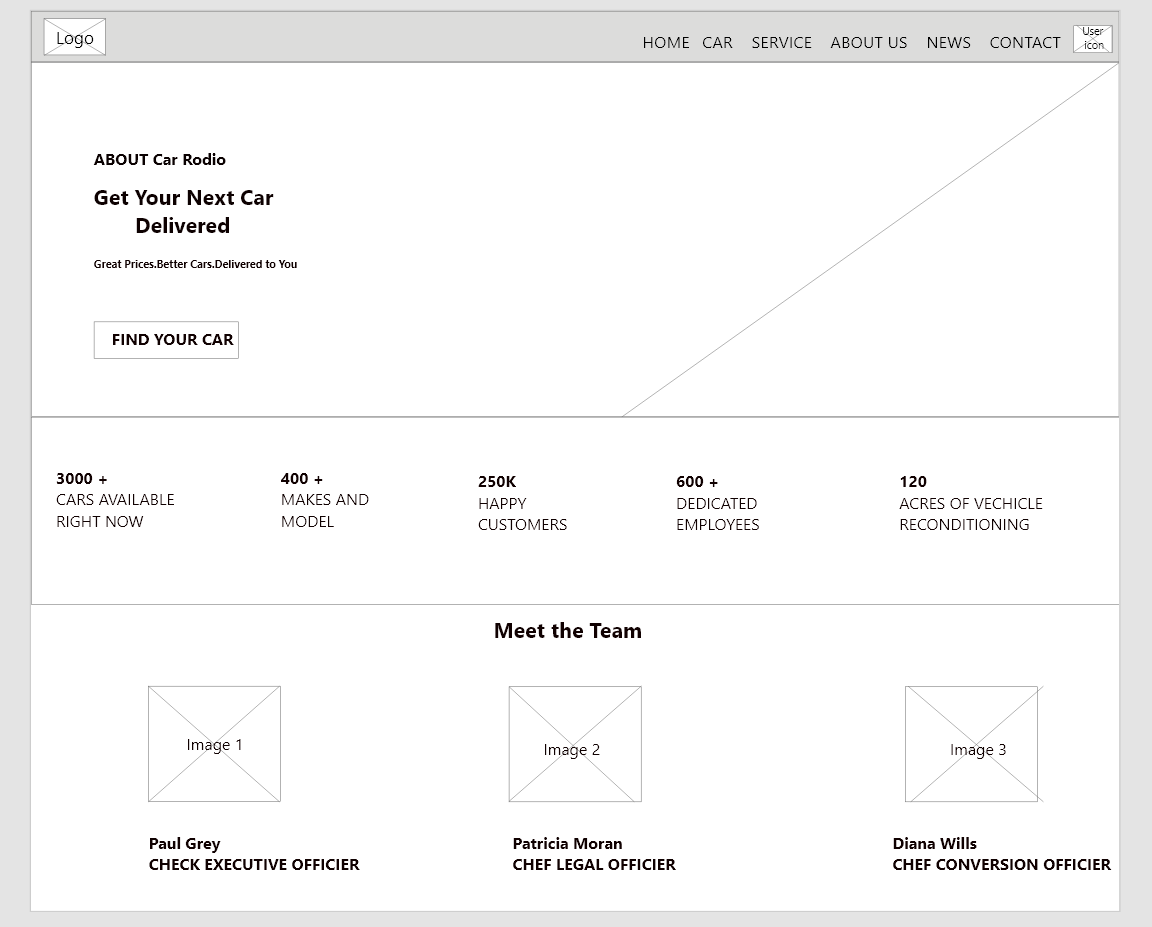 Logo
HOME CAR SERVICE ABOUT US NEWS CONTACT
User
icon
ABOUT Car Rodio
Get Your Next Car
Delivered
Great Prices.Better Cars.Delivered to You
FIND YOUR CAR
3000 +
CARS AVAILABLE
RIGHT NOW
400 +
MAKES AND
MODEL
250K
HAPPY
CUSTOMERS
600 +
DEDICATED
EMPLOYEES
120
ACRES OF VECHICLE
RECONDITIONING
Meet the Team
Image 1
Image 2
Image 3
Paul Grey
CHECK EXECUTIVE OFFICIER
Patricia Moran
CHEF LEGAL OFFICIER
Diana Wills
CHEF CONVERSION OFFICIER